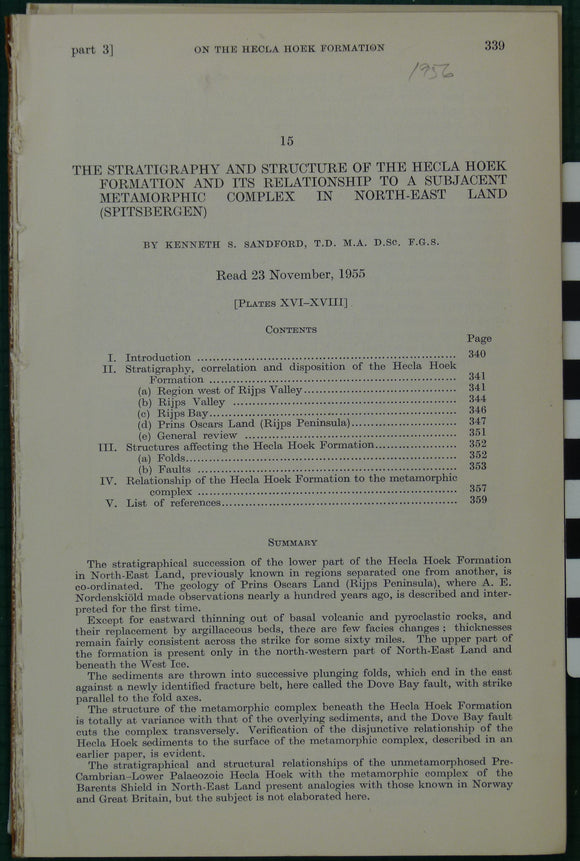 part 3] ON THE HECLA HOEK FORMATION 339
1956
15
THE STRATIGRAPHY AND STRUCTURE OF THE HECLA HOEK
FORMATION AND ITS RELATIONSHIP TO A SUBJACENT
METAMORPHIC COMPLEX IN NORTH-EAST LAND
(SPITSBERGEN)
BY KENNETH S. SANDFORD, T.D. M.A. D.SC. F.G.S.
Read 23 November, 1955
[PLATES XVI–XVIII]
CONTENTS
Page
I. Introduction ........ 340
II. Stratigraphy, correlation and disposition of the Hecla Hoek
Formation ........ 341
(a) Region west of Rijps Valley ........ 341
(b) Rijps Valley ........ 344
(c) Rijps Bay ........ 346
(d) Prins Oscars Land (Rijps Peninsula) ........ 347
(e) General review ........ 351
III. Structures affecting the Hecla Hoek Formation ........ 352
(a) Folds ........ 352
(b) Faults ........ 353
IV. Relationship of the Hecla Hoek Formation to the metamorphic
complex ........ 357
V. List of references ........ 359
SUMMARY
The stratigraphical succession of the lower part of the Hecla Hoek Formation
in North-East Land, previously known in regions separated one from another, is
co-ordinated. The geology of Prins Oscars Land (Rijps Peninsula), where A. E.
Nordenskiöld made observations nearly a hundred years ago, is described and inter-
preted for the first time.
Except for eastward thinning out of basal volcanic and pyroclastic rocks, and
their replacement by argillaceous beds, there are few facies changes ; thicknesses
remain fairly consistent across the strike for some sixty miles. The upper part of
the formation is present only in the north-western part of North-East Land and
beneath the West Ice.
The sediments are thrown into successive plunging folds, which end in the east
against a newly identified fracture belt, here called the Dove Bay fault, with strike
parallel to the fold axes.
The structure of the metamorphic complex beneath the Hecla Hoek Formation
is totally at variance with that of the overlying sediments, and the Dove Bay fault
cuts the complex transversely. Verification of the disjunctive relationship of the
Hecla Hoek sediments to the surface of the metamorphic complex, described in an
earlier paper, is evident.
The stratigraphical and structural relationships of the unmetamorphosed Pre-
Cambrian–Lower Palaeozoic Hecla Hoek with the metamorphic complex of the
Barents Shield in North-East Land present analogies with those known in Norway
and Great Britain, but the subject is not elaborated here.